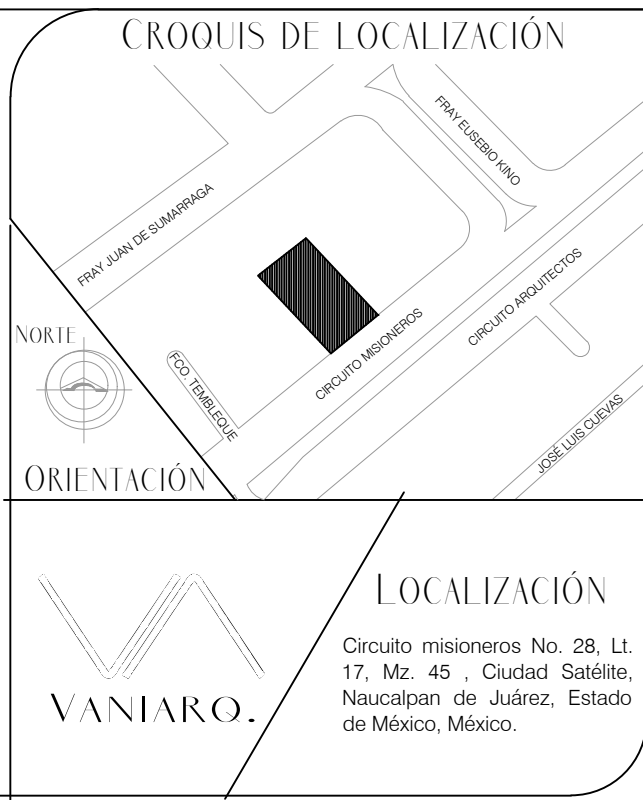 CROQUIS DE LOCALIZACIÓN
FRAY EUSEBIO KINO
FRAY JUAN DE SUMARRAGA
CIRCUITO ARQUITECTOS
CIRCUITO MISIONEROS
NORTE
FCO. TEMBLEQUE
JOSÉ LUIS CUEVAS
ORIENTACIÓN
LOCALIZACIÓN
Circuito misioneros No. 28, Lt.
17, Mz. 45 , Ciudad Satélite,
Naucalpan de Juárez, Estado
de México, México.
VA
VANIARQ.